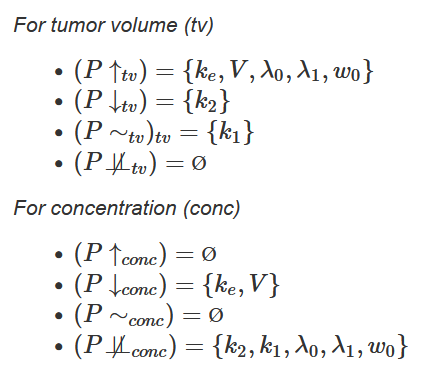 For tumor volume (tv)
• (P ↑tv) = {ke, V, λ0, λ1, w0}
• (P ↓tv) = {k2}
• (P ∼tv)tv = {k1}
• (P ⊥̸̸tv) = ∅
For concentration (conc)
• (P ↑conc) = ∅
• (P ↓conc) = {ke, V}
• (P ∼conc) = ∅
• (P ⊥̸̸conc) = {k2, k1, λ0, λ1, w0}